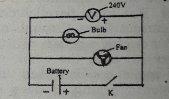 240V
V
- +
Bulb
Fan
Battery
- +
K